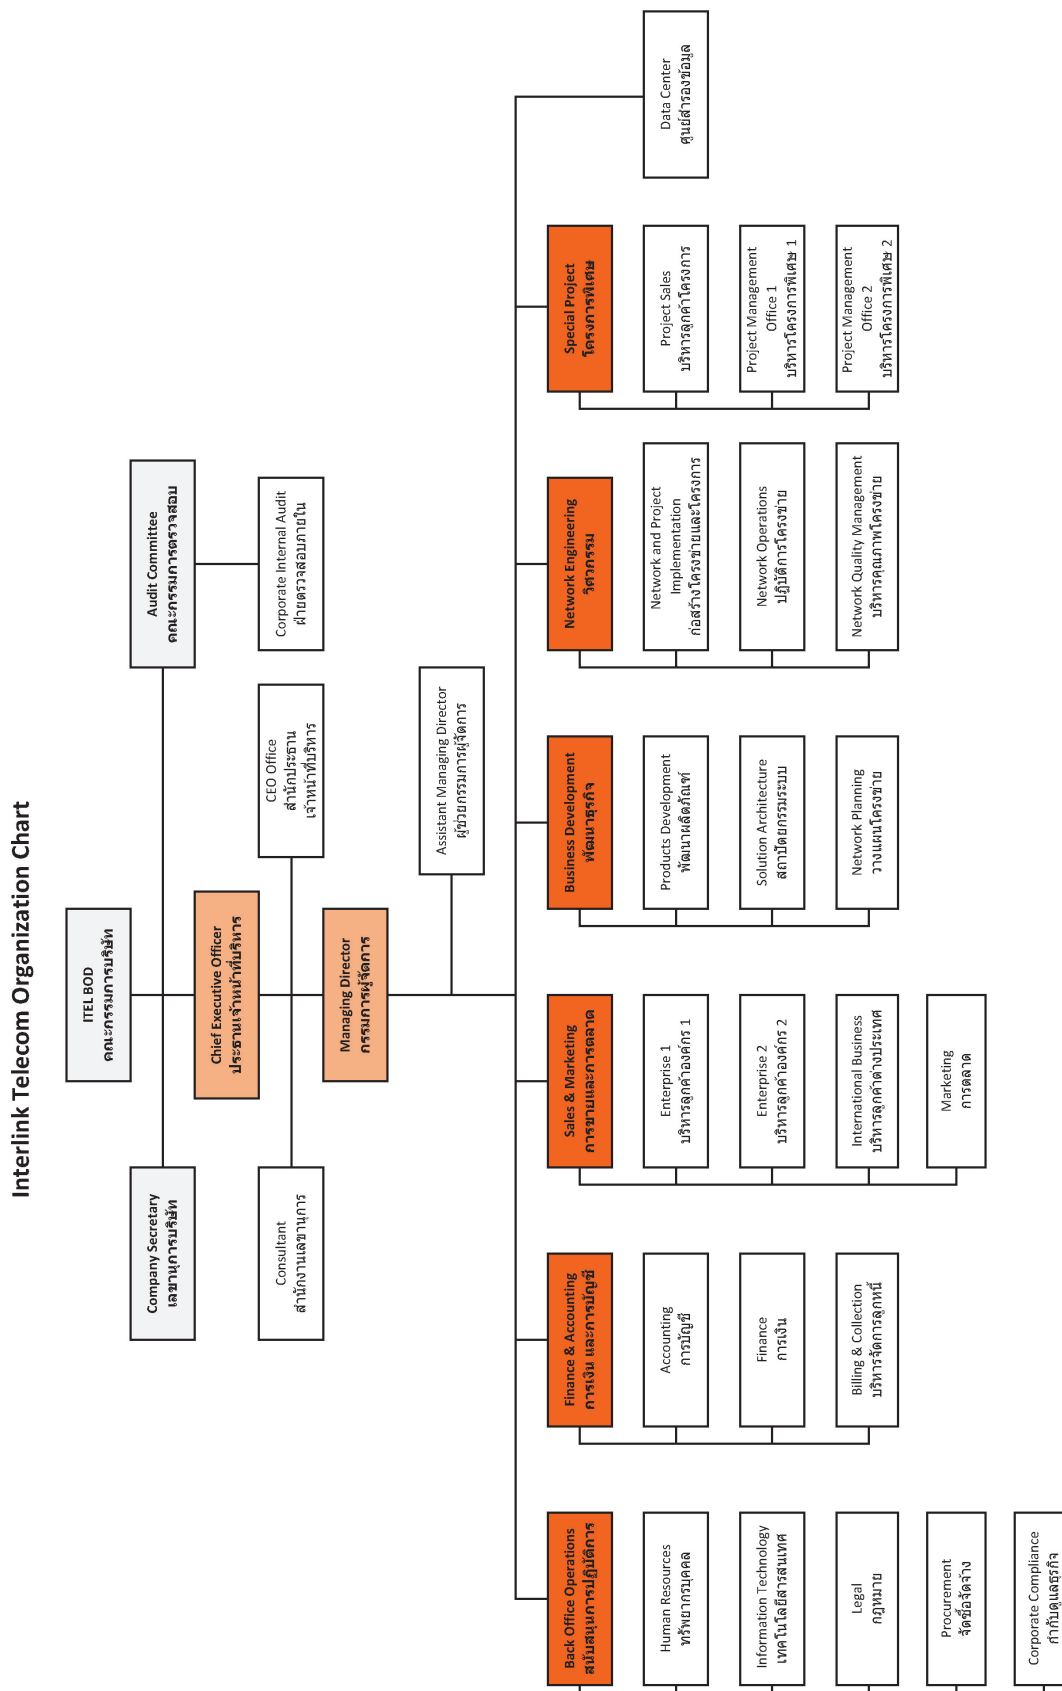 Interlink Telecom Organization Chart
ITEL BOD
คณะกรรมการบริษัท
Company Secretary
เลขานุการบริษัท
Audit Committee
คณะกรรมการตรวจสอบ
Chief Executive Officer
ประธานเจ้าหน้าที่บริหาร
Consultant
สำนักงานเลขานุการ
CEO Office
สำนักประธาน
เจ้าหน้าที่บริหาร
Corporate Internal Audit
ฝ่ายตรวจสอบภายใน
Managing Director
กรรมการผู้จัดการ
Assistant Managing Director
ผู้ช่วยกรรมการผู้จัดการ
Back Office Operations
สนับสนุนการปฏิบัติการ
Human Resources
ทรัพยากรบุคคล
Information Technology
เทคโนโลยีสารสนเทศ
Legal
กฎหมาย
Procurement
จัดซื้อจัดจ้าง
Corporate Compliance
กำกับดูแลธุรกิจ
Finance & Accounting
การเงิน และการบัญชี
Accounting
การบัญชี
Finance
การเงิน
Billing & Collection
บริหารจัดการลูกหนี้
Sales & Marketing
การขายและการตลาด
Enterprise 1
บริหารลูกค้าองค์กร 1
Enterprise 2
บริหารลูกค้าองค์กร 2
International Business
บริหารลูกค้าต่างประเทศ
Marketing
การตลาด
Business Development
พัฒนาธุรกิจ
Products Development
พัฒนาผลิตภัณฑ์
Solution Architecture
สถาปัตยกรรมระบบ
Network Planning
วางแผนโครงข่าย
Network Engineering
วิศวกรรม
Network and Project
Implementation
ก่อสร้างโครงข่ายและโครงการ
Network Operations
ปฏิบัติการโครงข่าย
Network Quality Management
บริหารคุณภาพโครงข่าย
Special Project
โครงการพิเศษ
Project Sales
บริหารลูกค้าโครงการ
Project Management
Office 1
บริหารโครงการพิเศษ 1
Project Management
Office 2
บริหารโครงการพิเศษ 2
Data Center
ศูนย์สำรองข้อมูล